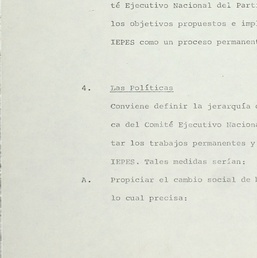 té Ejecutivo Nacional del Parti
los objetivos propuestos e impl
IEPES como un proceso permanent
4. Las Políticas
Conviene definir la jerarquía
ca del Comité Ejecutivo Naciona
tar los trabajos permanentes y
IEPES. Tales medidas serían:
A. Propiciar el cambio social de
lo cual precisa: